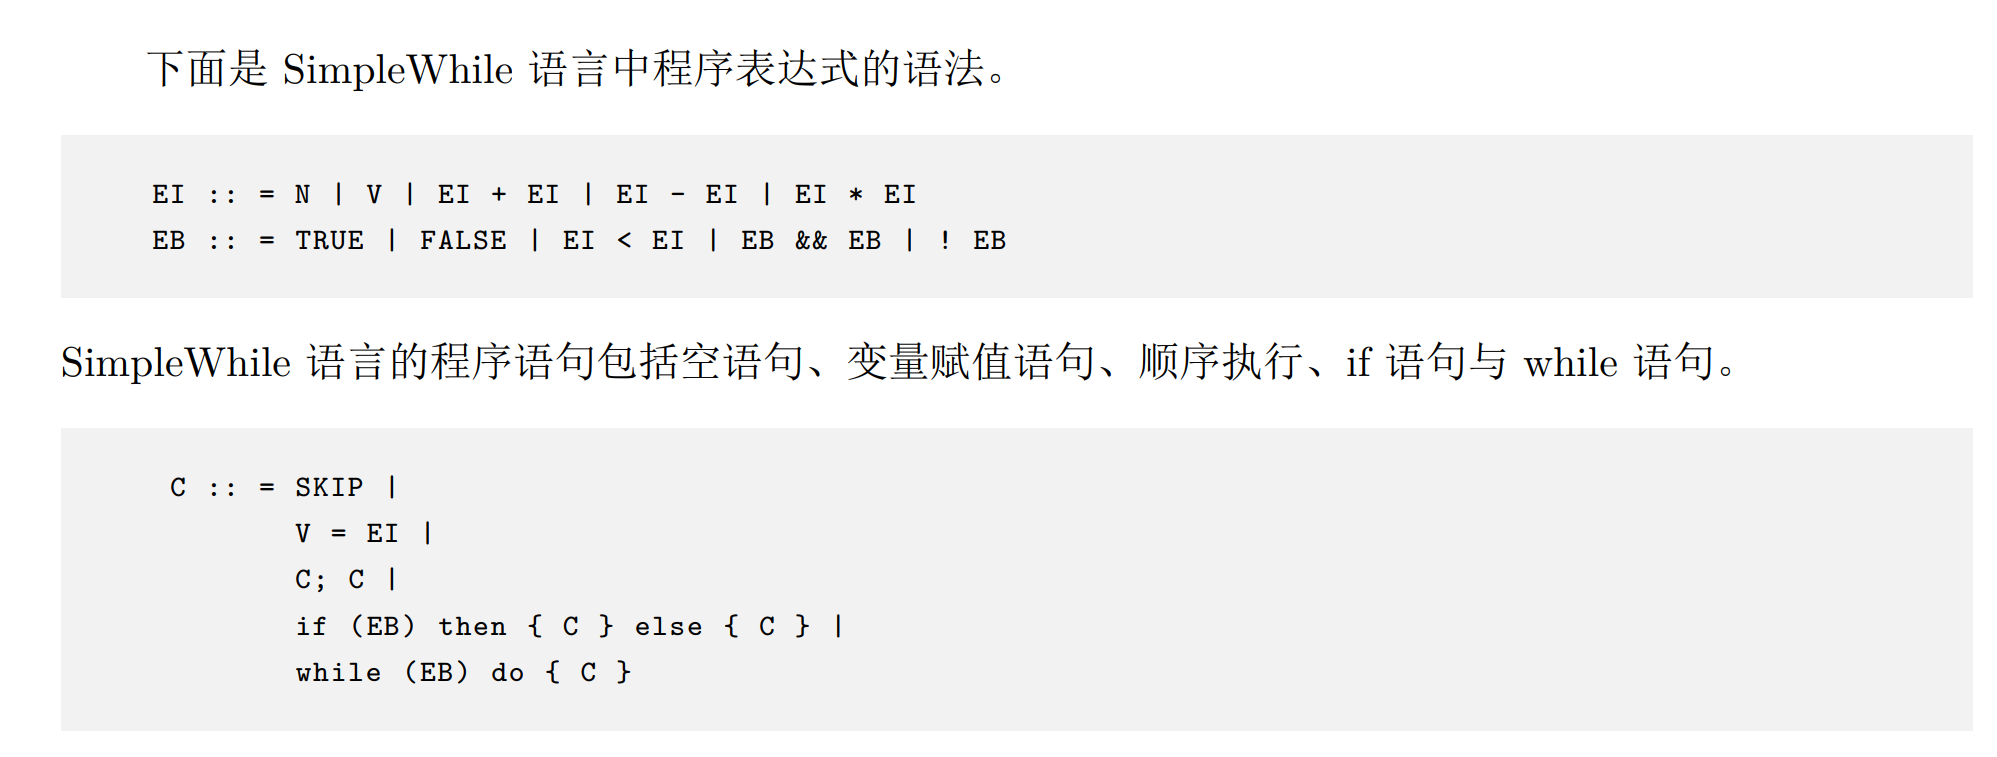 下面是 SimpleWhile 语言中程序表达式的语法。
EI :: = N | V | EI + EI | EI - EI | EI * EI
EB :: = TRUE | FALSE | EI < EI | EB && EB | ! EB
SimpleWhile 语言的程序语句包括空语句、变量赋值语句、顺序执行、if 语句与 while 语句。
C :: = SKIP |
V = EI |
C; C |
if (EB) then { C } else { C } |
while (EB) do { C }